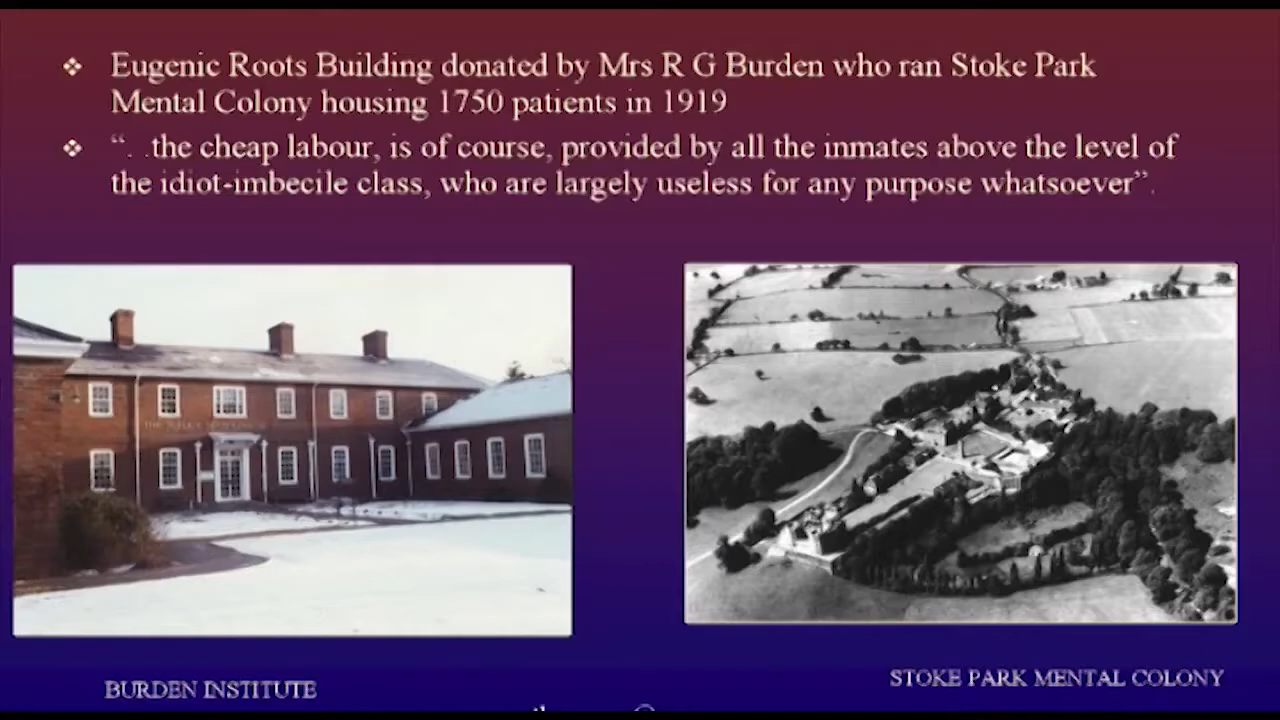 Eugenic Roots Building donated by Mrs R G Burden who ran Stoke Park
Mental Colony housing 1750 patients in 1919
“. .the cheap labour, is of course, provided by all the inmates above the level of
the idiot-imbecile class, who are largely useless for any purpose whatsoever”.
BURDEN INSTITUTE
STOKE PARK MENTAL COLONY